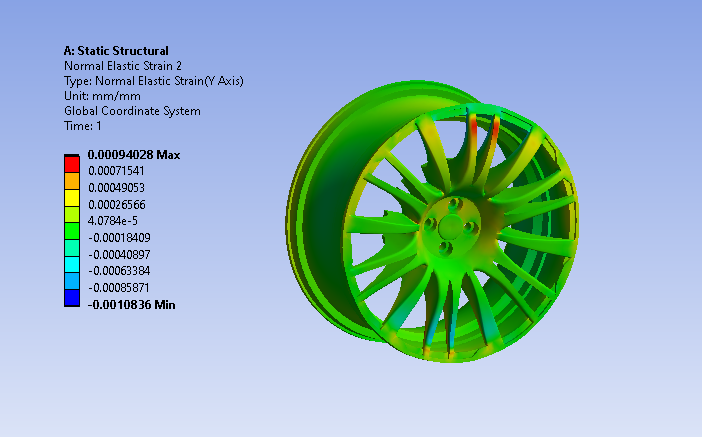 A: Static Structural
Normal Elastic Strain 2
Type: Normal Elastic Strain(Y Axis)
Unit: mm/mm
Global Coordinate System
Time: 1
0.00094028 Max
0.00071541
0.00049053
0.00026566
4.0784e-5
-0.00018409
-0.00040897
-0.00063384
-0.00085871
-0.0010836 Min